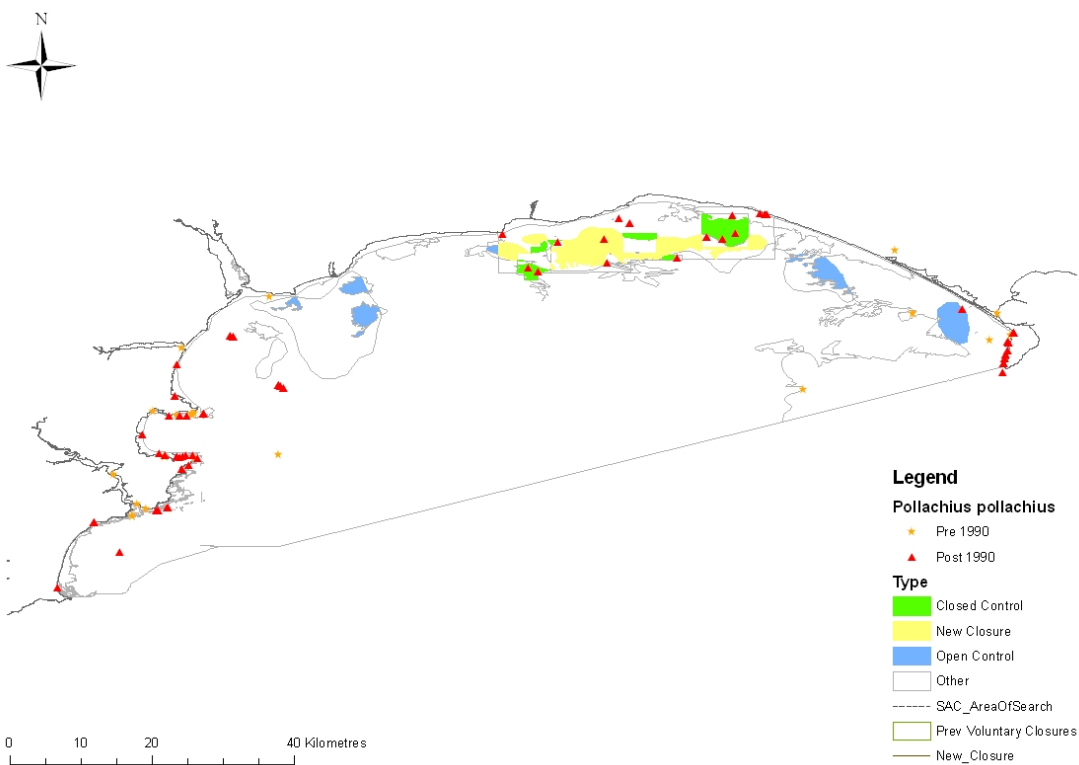 N
Legend
Pollachius pollachius
Pre 1990
Post 1990
Type
Closed Control
New Closure
Open Control
Other
SAC_AreaOfSearch
Prev Voluntary Closures
New_Closure
0 10 20 40 Kilometres